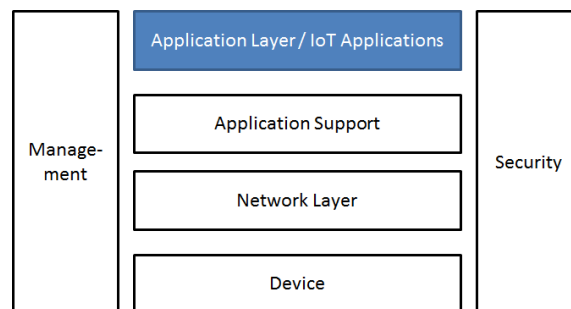 Application Layer / IoT Applications
Application Support
Manage-
ment
Security
Network Layer
Device